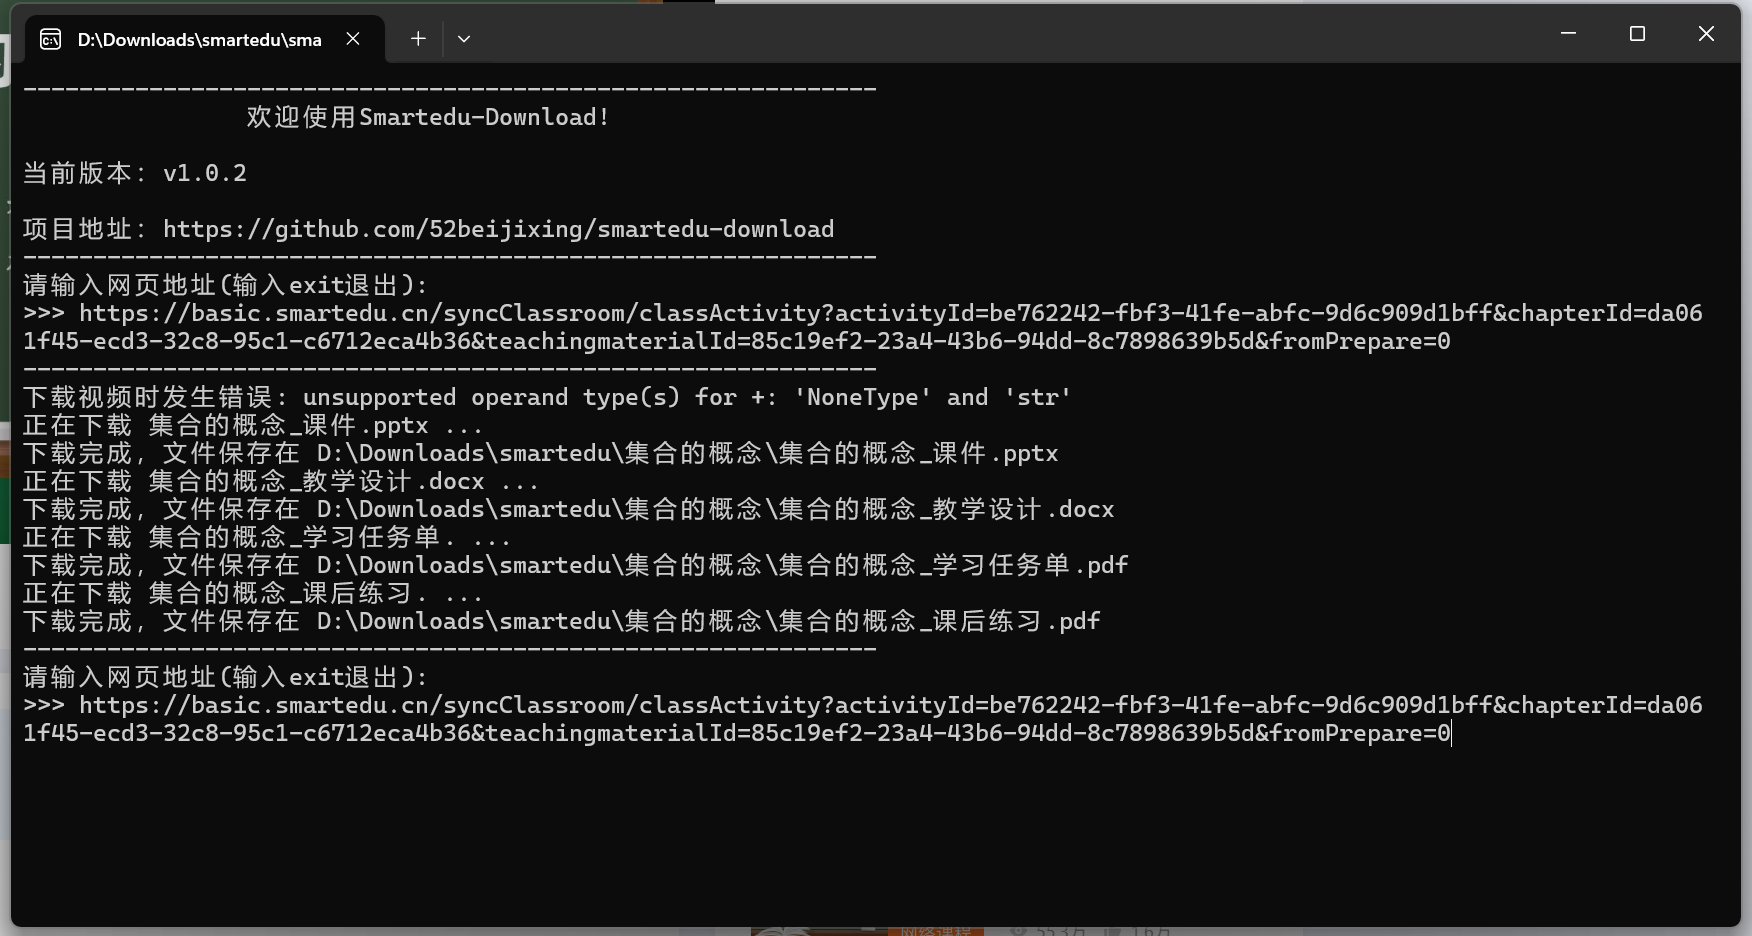 D:\Downloads\smartedu\sma
------------------------------------------------------------
欢迎使用Smartedu-Download!
当前版本: v1.0.2
项目地址: https://github.com/52beijixing/smartedu-download
------------------------------------------------------------
请输入网页地址(输入exit退出):
>>> https://basic.smartedu.cn/syncClassroom/classActivity?activityId=be762242-fbf3-41fe-abfc-9d6c909d1bff&chapterId=da06
1f45-ecd3-32c8-95c1-c6712eca4b36&teachingmaterialId=85c19ef2-23a4-43b6-94dd-8c7898639b5d&fromPrepare=0
------------------------------------------------------------
下载视频时发生错误: unsupported operand type(s) for +: 'NoneType' and 'str'
正在下载 集合的概念_课件.pptx ...
下载完成, 文件保存在 D:\Downloads\smartedu\集合的概念\集合的概念_课件.pptx
正在下载 集合的概念_教学设计.docx ...
下载完成, 文件保存在 D:\Downloads\smartedu\集合的概念\集合的概念_教学设计.docx
正在下载 集合的概念_学习任务单. ...
下载完成, 文件保存在 D:\Downloads\smartedu\集合的概念\集合的概念_学习任务单.pdf
正在下载 集合的概念_课后练习. ...
下载完成, 文件保存在 D:\Downloads\smartedu\集合的概念\集合的概念_课后练习.pdf
------------------------------------------------------------
请输入网页地址(输入exit退出):
>>> https://basic.smartedu.cn/syncClassroom/classActivity?activityId=be762242-fbf3-41fe-abfc-9d6c909d1bff&chapterId=da06
1f45-ecd3-32c8-95c1-c6712eca4b36&teachingmaterialId=85c19ef2-23a4-43b6-94dd-8c7898639b5d&fromPrepare=0